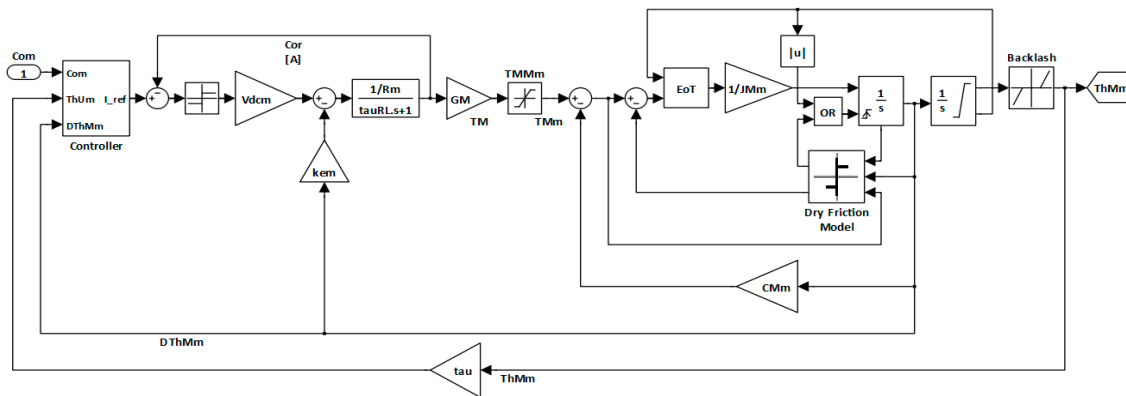 Cor
[A]
|u|
Com
1
Com
ThUm
I_ref
DThMm
Controller
Vdcm
1/Rm
tauRL.s+1
GM
TM
TMMm
TMm
EoT
1/JMm
OR
1
s
1
s
Backlash
ThMm
kem
Dry Friction
Model
CMm
DThMm
tau
ThMm